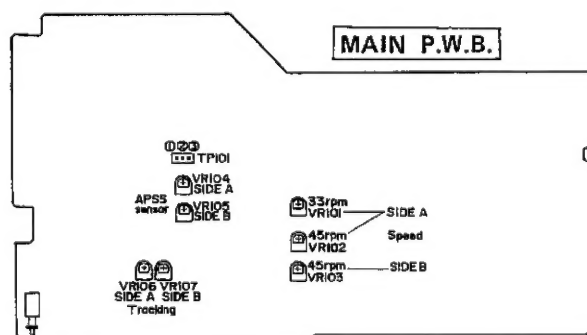 MAIN P.W.B.
①②③
TP101
VR104
SIDE A
APSS
sensor
VR105
SIDE B
33rpm
VR101
SIDE A
45rpm
VR102
Speed
45rpm
VR103
SIDE B
VR106 VR107
SIDE A SIDE B
Tracking